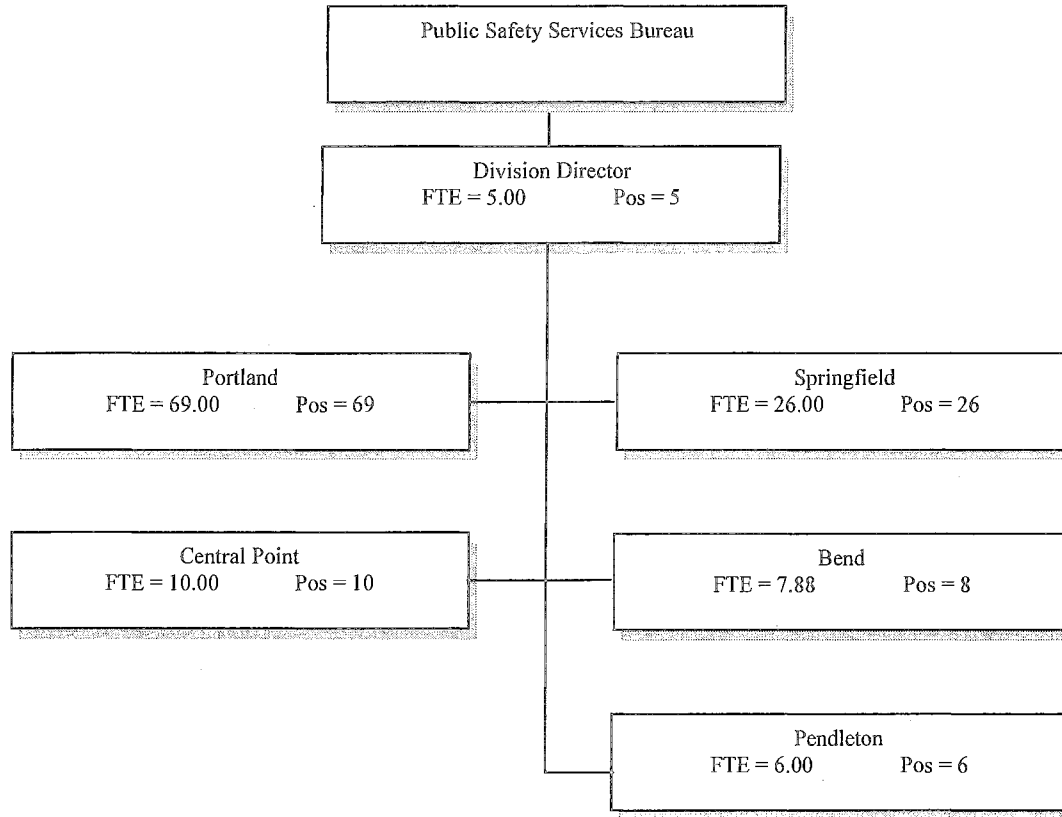 Public Safety Services Bureau
Division Director
FTE = 5.00 Pos = 5
Portland
FTE = 69.00 Pos = 69
Springfield
FTE = 26.00 Pos = 26
Central Point
FTE = 10.00 Pos = 10
Bend
FTE = 7.88 Pos = 8
Pendleton
FTE = 6.00 Pos = 6